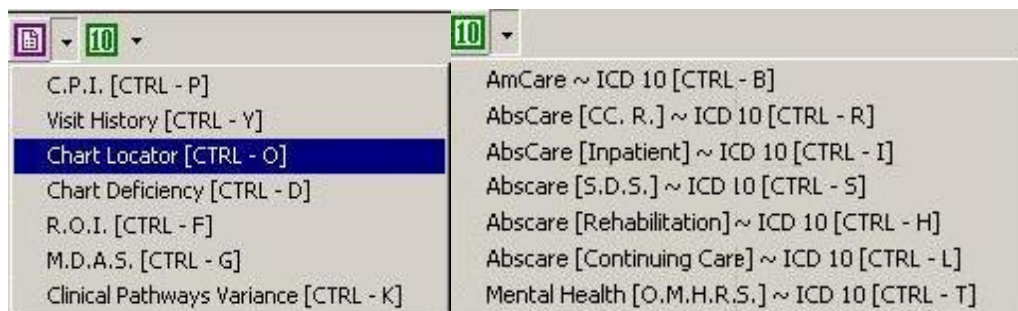 10
C.P.I. [CTRL - P]
Visit History [CTRL - Y]
Chart Locator [CTRL - O]
Chart Deficiency [CTRL - D]
R.O.I. [CTRL - F]
M.D.A.S. [CTRL - G]
Clinical Pathways Variance [CTRL - K]
10
AmCare ~ ICD 10 [CTRL - B]
AbsCare [CC. R.] ~ ICD 10 [CTRL - R]
AbsCare [Inpatient] ~ ICD 10 [CTRL - I]
Abscare [S.D.S.] ~ ICD 10 [CTRL - S]
Abscare [Rehabilitation] ~ ICD 10 [CTRL - H]
Abscare [Continuing Care] ~ ICD 10 [CTRL - L]
Mental Health [O.M.H.R.S.] ~ ICD 10 [CTRL - T]